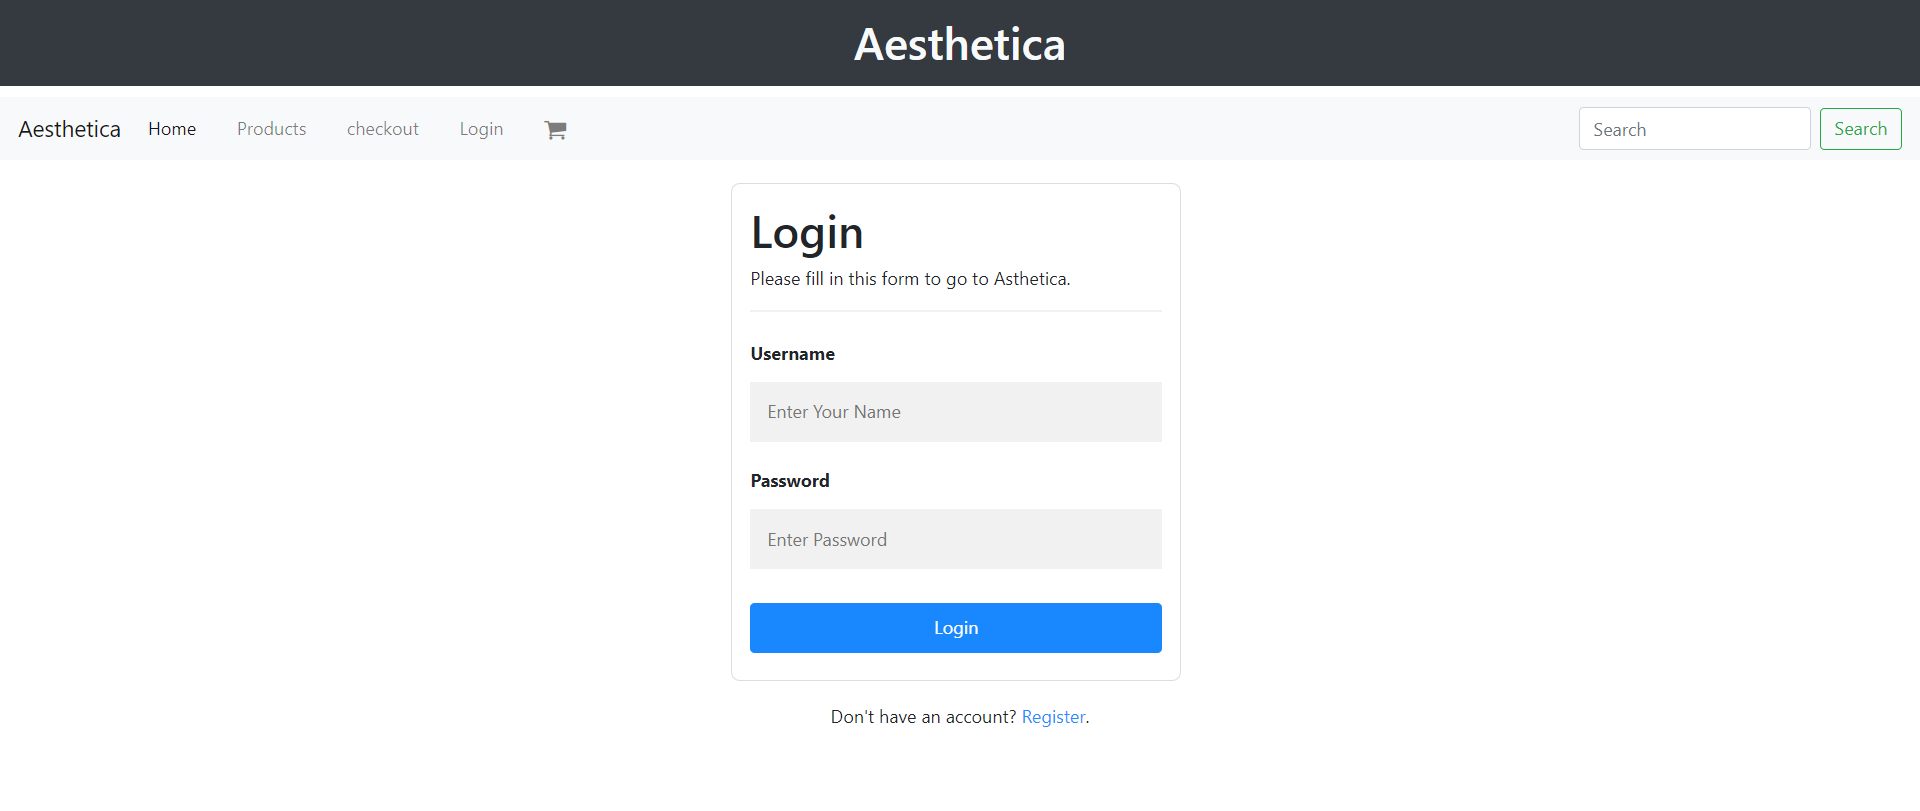 Aesthetica
Aesthetica Home Products checkout Login Search Search
Login
Please fill in this form to go to Asthetica.
Username
Enter Your Name
Password
Enter Password
Login
Don't have an account? Register.